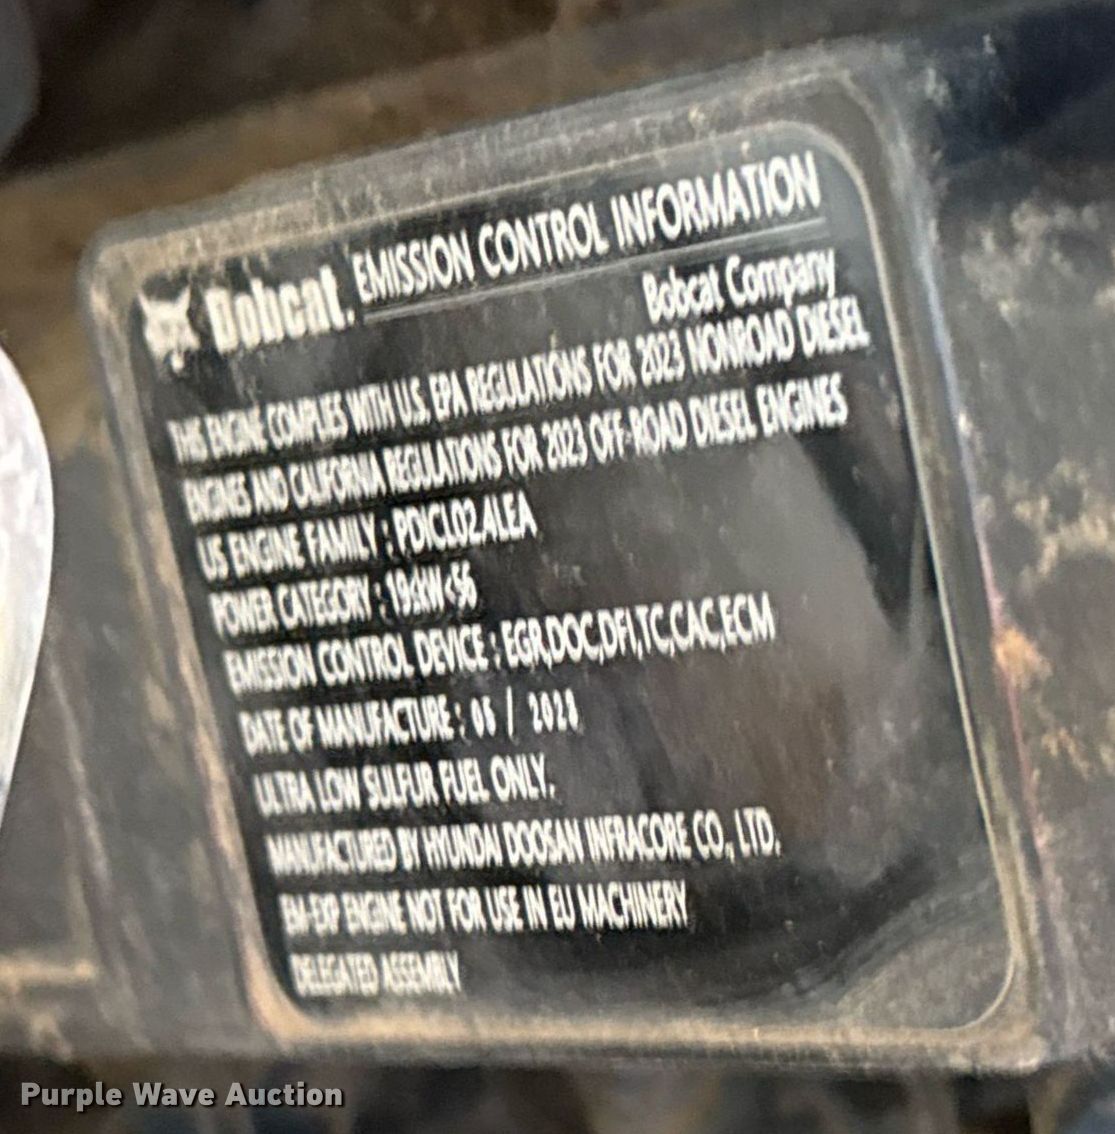 Bobcat. EMISSION CONTROL INFORMATION
Bobcat Company
THIS ENGINE COMPLIES WITH U.S. EPA REGULATIONS FOR 2023 NONROAD DIESEL
ENGINES AND CALIFORNIA REGULATIONS FOR 2023 OFF-ROAD DIESEL ENGINES
US ENGINE FAMILY : PDICL02.4LEA
POWER CATEGORY : 19≤kW<56
EMISSION CONTROL DEVICE : EGR,DOC,DFI,TC,CAC,ECM
DATE OF MANUFACTURE : /
ULTRA LOW SULFUR FUEL ONLY.
MANUFACTURED BY HYUNDAI DOOSAN INFRACORE CO., LTD.
EM-EXP ENGINE NOT FOR USE IN EU MACHINERY
DELEGATED ASSEMBLY
Purple Wave Auction